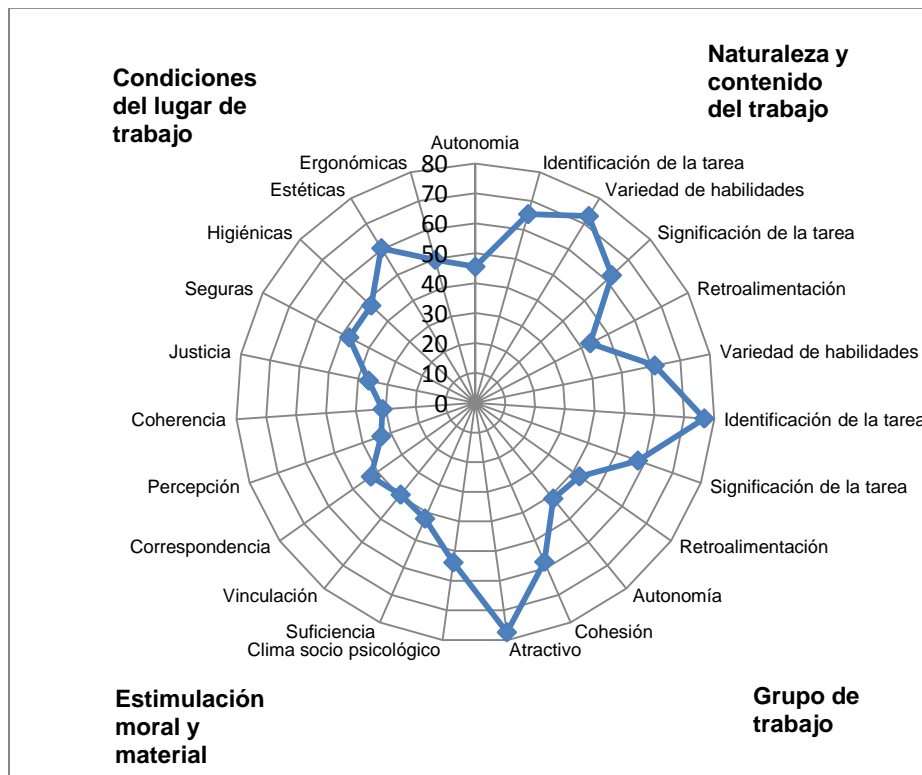 Naturaleza y
contenido
del trabajo
Condiciones
del lugar de
trabajo
Autonomia
Ergonómicas
Identificación de la tarea
Estéticas
Variedad de habilidades
Higiénicas
Significación de la tarea
Seguras
Retroalimentación
Justicia
Variedad de habilidades
Coherencia
Identificación de la tarea
Percepción
Significación de la tarea
Correspondencia
Retroalimentación
Vinculación
Autonomía
Suficiencia
Cohesión
Clima socio psicológico
Atractivo
80
70
60
50
40
30
20
10
0
Estimulación
moral y
material
Grupo de
trabajo